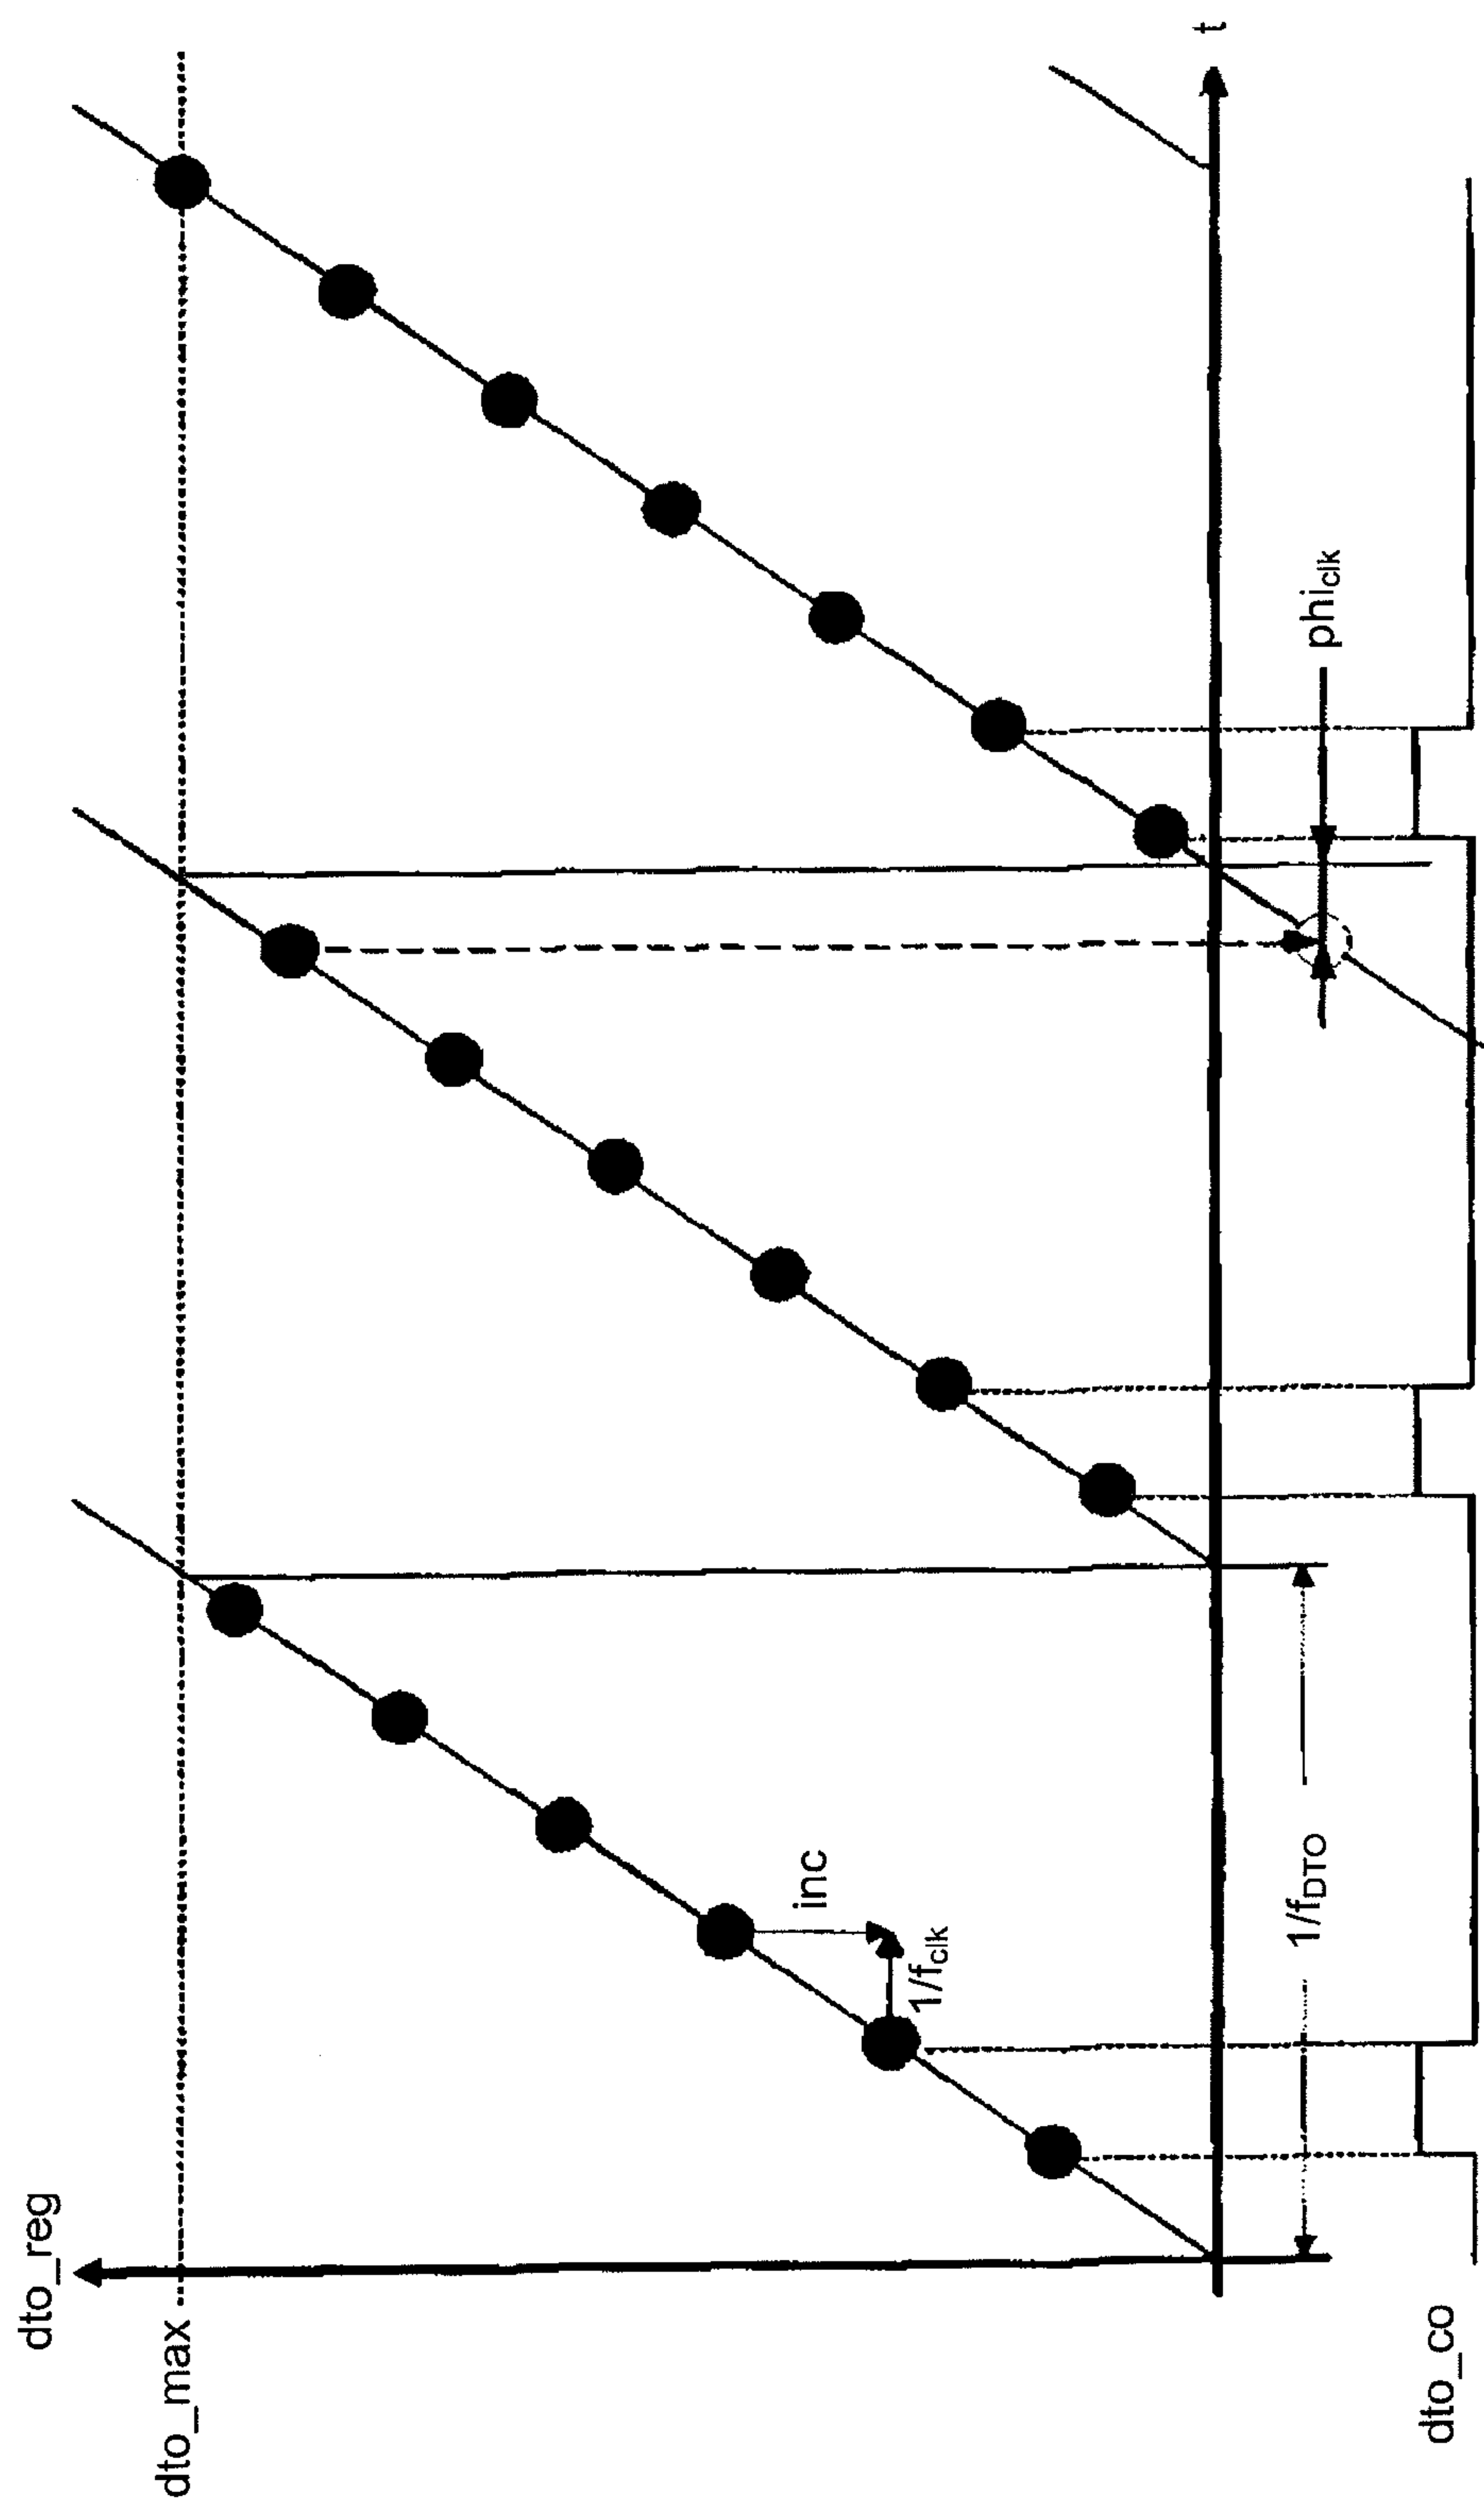 dto_reg
dto_max
inc
1/fclk
t
1/fDTO
phiclk
dto_co